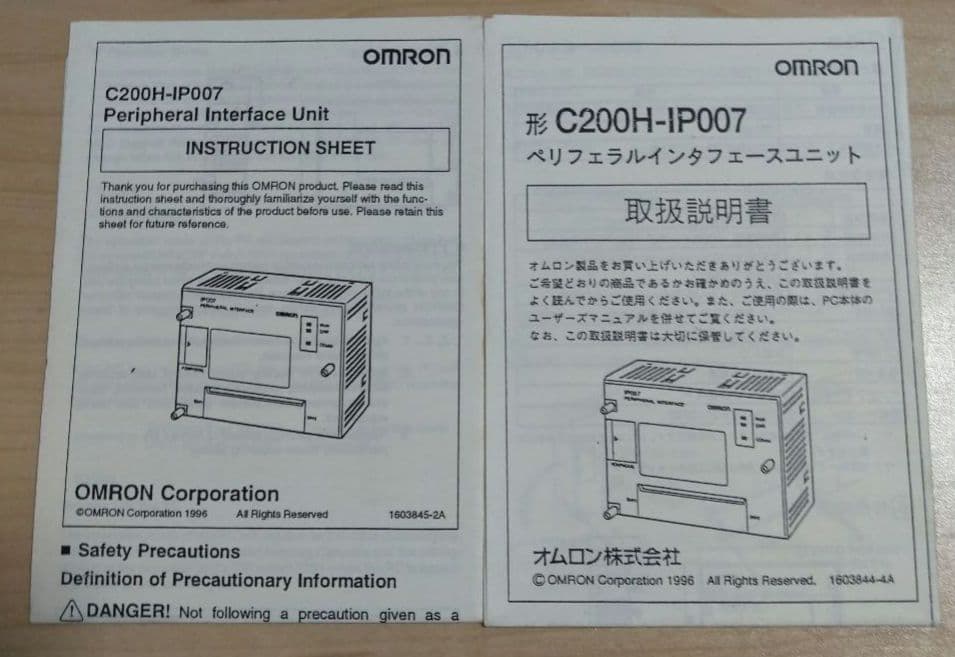 OMRON
C200H-IP007
Peripheral Interface Unit
INSTRUCTION SHEET
Thank you for purchasing this OMRON product. Please read this
instruction sheet and thoroughly familiarize yourself with the func-
tions and characteristics of the product before use. Please retain this
sheet for future reference.
IP007
PERIPHERAL INTERFACE
OMRON
OMRON Corporation
©OMRON Corporation 1996 All Rights Reserved 1603845-2A
■ Safety Precautions
Definition of Precautionary Information
DANGER! Not following a precaution given as a
OMRON
形 C200H-IP007
ペリフェラルインタフェースユニット
取扱説明書
オムロン製品をお買い上げいただきありがとうございます。
ご希望どおりの商品であるかお確かめのうえ、この取扱説明書を
よく読んでからご使用ください。また、ご使用の際は、PC本体の
ユーザーズマニュアルを併せてご覧ください。
なお、この取扱説明書は大切に保管してください。
IP007
PERIPHERAL INTERFACE
OMRON
オムロン株式会社
©OMRON Corporation 1996 All Rights Reserved. 1603844-4A